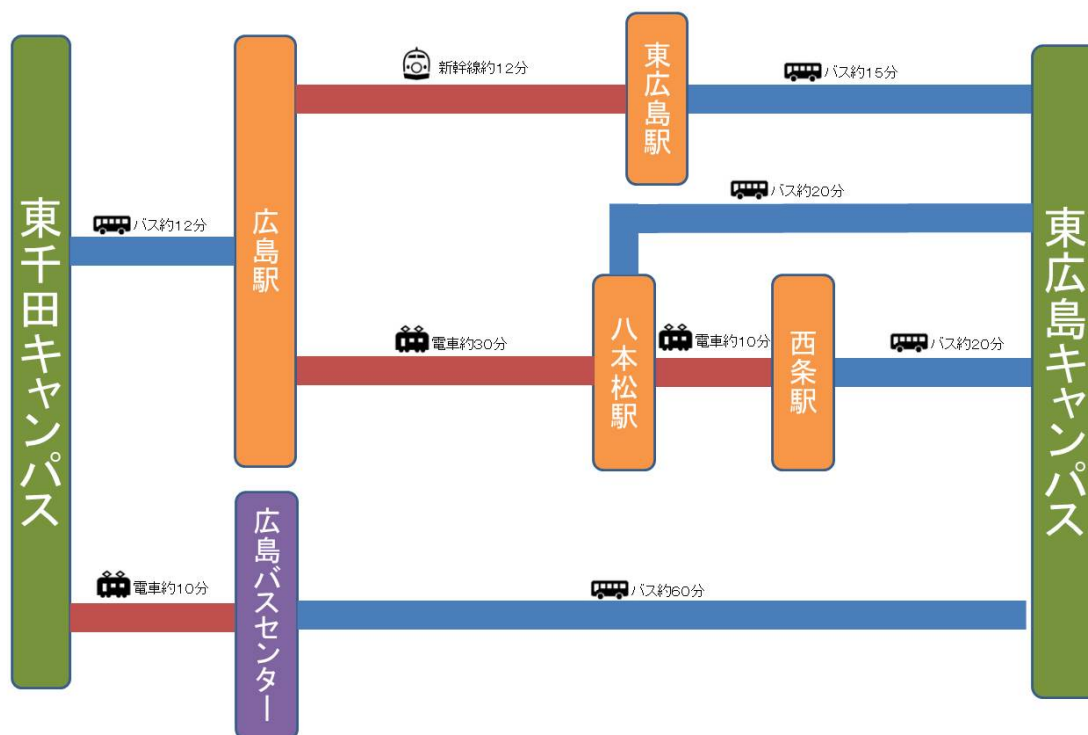 東千田キャンパス
バス約12分
電車約10分
広島駅
広島バスセンター
新幹線約12分
東広島駅
バス約15分
バス約20分
電車約30分
八本松駅
電車約10分
西条駅
バス約20分
バス約60分
東広島キャンパス